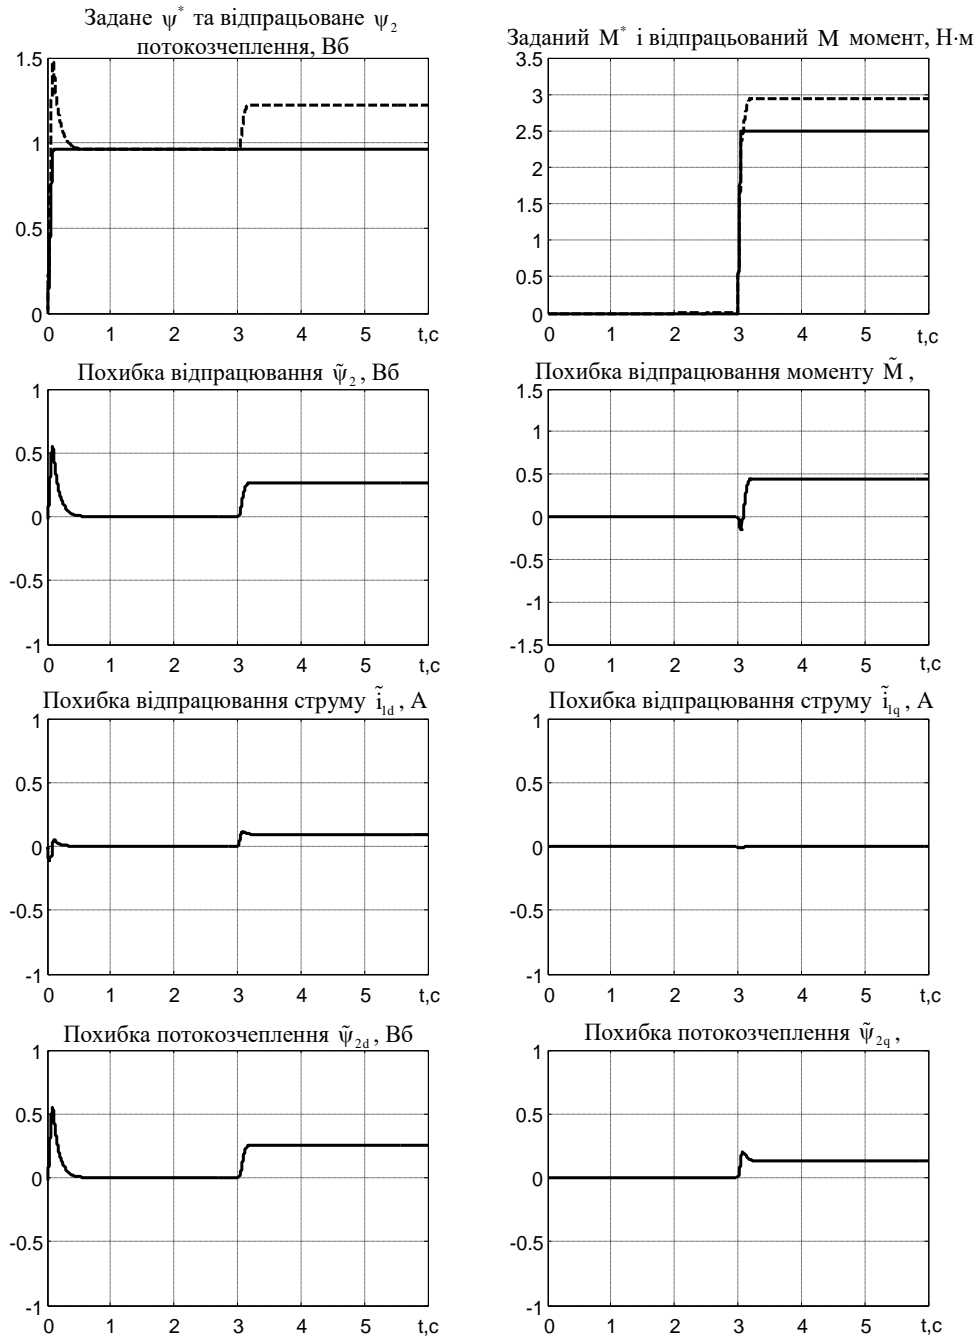 Задане ψ* та відпрацьоване ψ₂
потокозчеплення, Вб
1.5
1
0.5
0
0 1 2 3 4 5 t,c
Заданий M* і відпрацьований M момент, Н·м
3.5
3
2.5
2
1.5
1
0.5
0
0 1 2 3 4 5 t,c
Похибка відпрацювання ψ̃₂, Вб
1
0.5
0
-0.5
-1
0 1 2 3 4 5 t,c
Похибка відпрацювання моменту M̃,
1.5
1
0.5
0
-0.5
-1
-1.5
0 1 2 3 4 5 t,c
Похибка відпрацювання струму ĩ₁d, А
1
0.5
0
-0.5
-1
0 1 2 3 4 5 t,c
Похибка відпрацювання струму ĩ₁q, А
1
0.5
0
-0.5
-1
0 1 2 3 4 5 t,c
Похибка потокозчеплення ψ̃₂d, Вб
1
0.5
0
-0.5
-1
0 1 2 3 4 5 t,c
Похибка потокозчеплення ψ̃₂q,
1
0.5
0
-0.5
-1
0 1 2 3 4 5 t,c